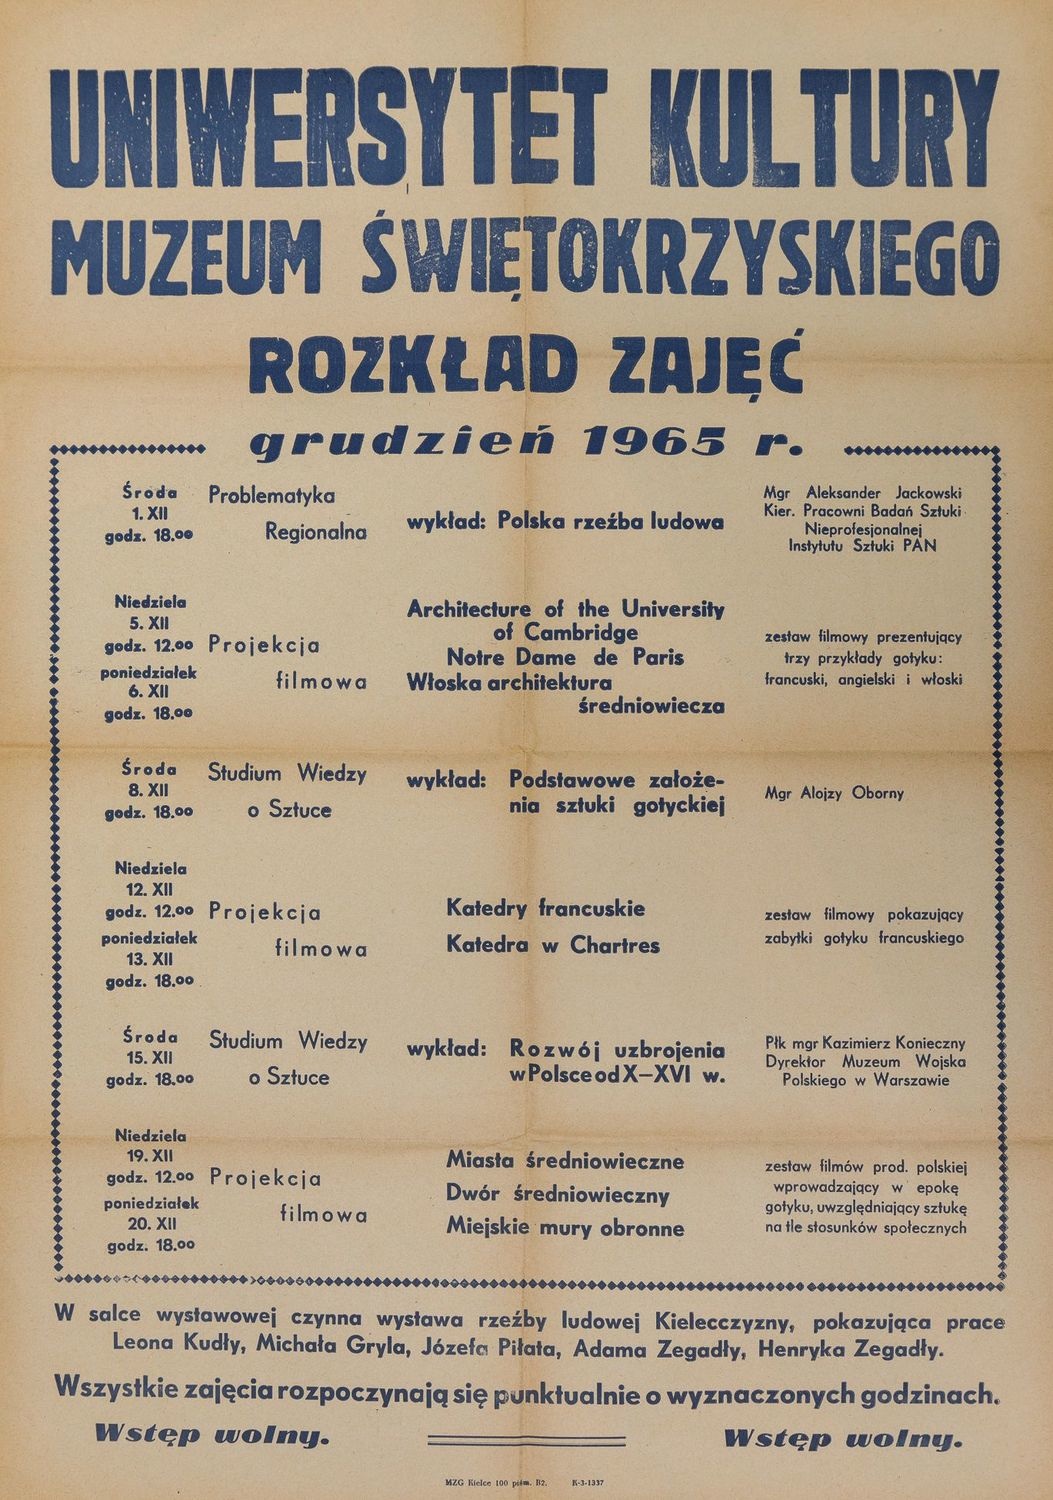 UNIWERSYTET KULTURY
MUZEUM ŚWIĘTOKRZYSKIEGO
ROZKŁAD ZAJĘĆ
grudzień 1965 r.
Środa
1. XII
godz. 18.00
Problematyka
Regionalna
wykład: Polska rzeźba ludowa
Mgr Aleksander Jackowski
Kier. Pracowni Badań Sztuki
Nieprofesjonalnej
Instytutu Sztuki PAN
Niedziela
5. XII
godz. 12.00
poniedziałek
6. XII
godz. 18.00
Projekcja
filmowa
Architecture of the University
of Cambridge
Notre Dame de Paris
Włoska architektura
średniowiecza
zestaw filmowy prezentujący
trzy przykłady gotyku:
francuski, angielski i włoski
Środa
8. XII
godz. 18.00
Studium Wiedzy
o Sztuce
wykład: Podstawowe założe-
nia sztuki gotyckiej
Mgr Alojzy Oborny
Niedziela
12. XII
godz. 12.00
poniedziałek
13. XII
godz. 18.00
Projekcja
filmowa
Katedry francuskie
Katedra w Chartres
zestaw filmowy pokazujący
zabytki gotyku francuskiego
Środa
15. XII
godz. 18.00
Studium Wiedzy
o Sztuce
wykład: Rozwój uzbrojenia
w Polsce od X—XVI w.
Płk mgr Kazimierz Konieczny
Dyrektor Muzeum Wojska
Polskiego w Warszawie
Niedziela
19. XII
godz. 12.00
poniedziałek
20. XII
godz. 18.00
Projekcja
filmowa
Miasta średniowieczne
Dwór średniowieczny
Miejskie mury obronne
zestaw filmów prod. polskiej
wprowadzający w epokę
gotyku, uwzględniający sztukę
na tle stosunków społecznych
W salce wystawowej czynna wystawa rzeźby ludowej Kielecczyzny, pokazująca prace
Leona Kudły, Michała Gryla, Józefa Piłata, Adama Zegadły, Henryka Zegadły.
Wszystkie zajęcia rozpoczynają się punktualnie o wyznaczonych godzinach.
Wstęp wolny. Wstęp wolny.
MZG Kielce 100 piśm. B2. K-3-1337